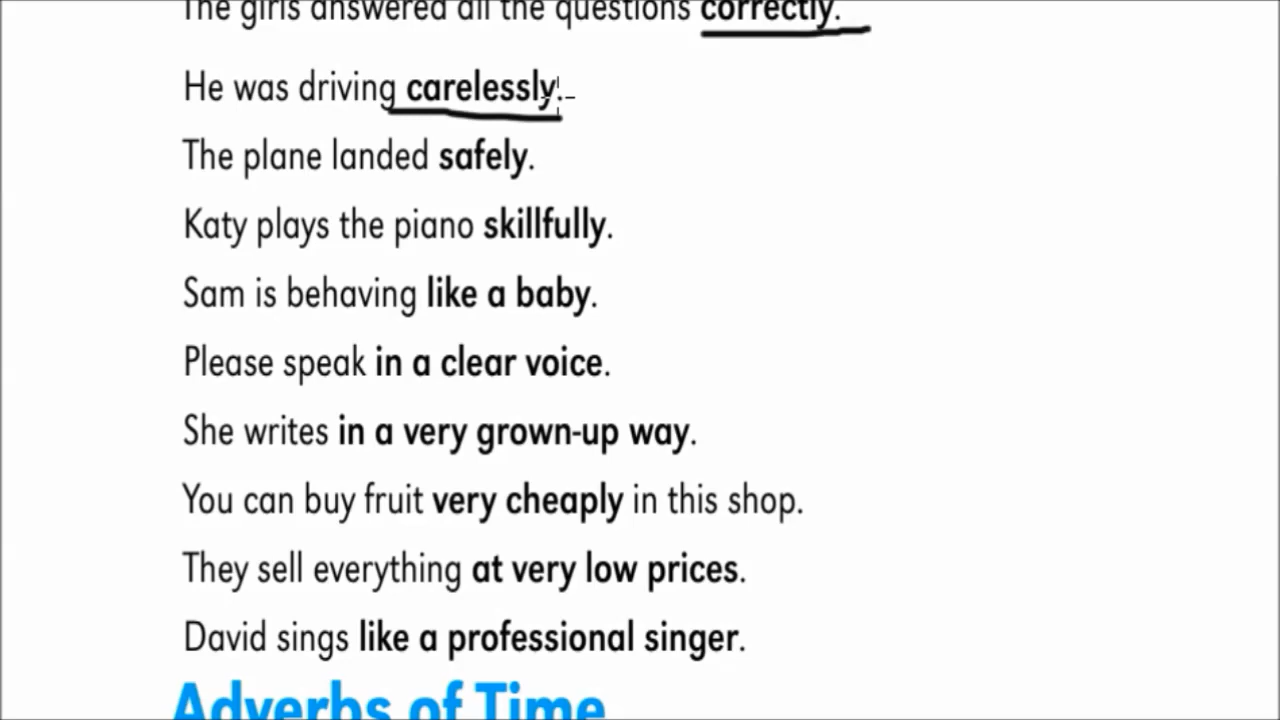 The girls answered all the questions correctly.
He was driving carelessly.
The plane landed safely.
Katy plays the piano skillfully.
Sam is behaving like a baby.
Please speak in a clear voice.
She writes in a very grown-up way.
You can buy fruit very cheaply in this shop.
They sell everything at very low prices.
David sings like a professional singer.
Adverbs of Time